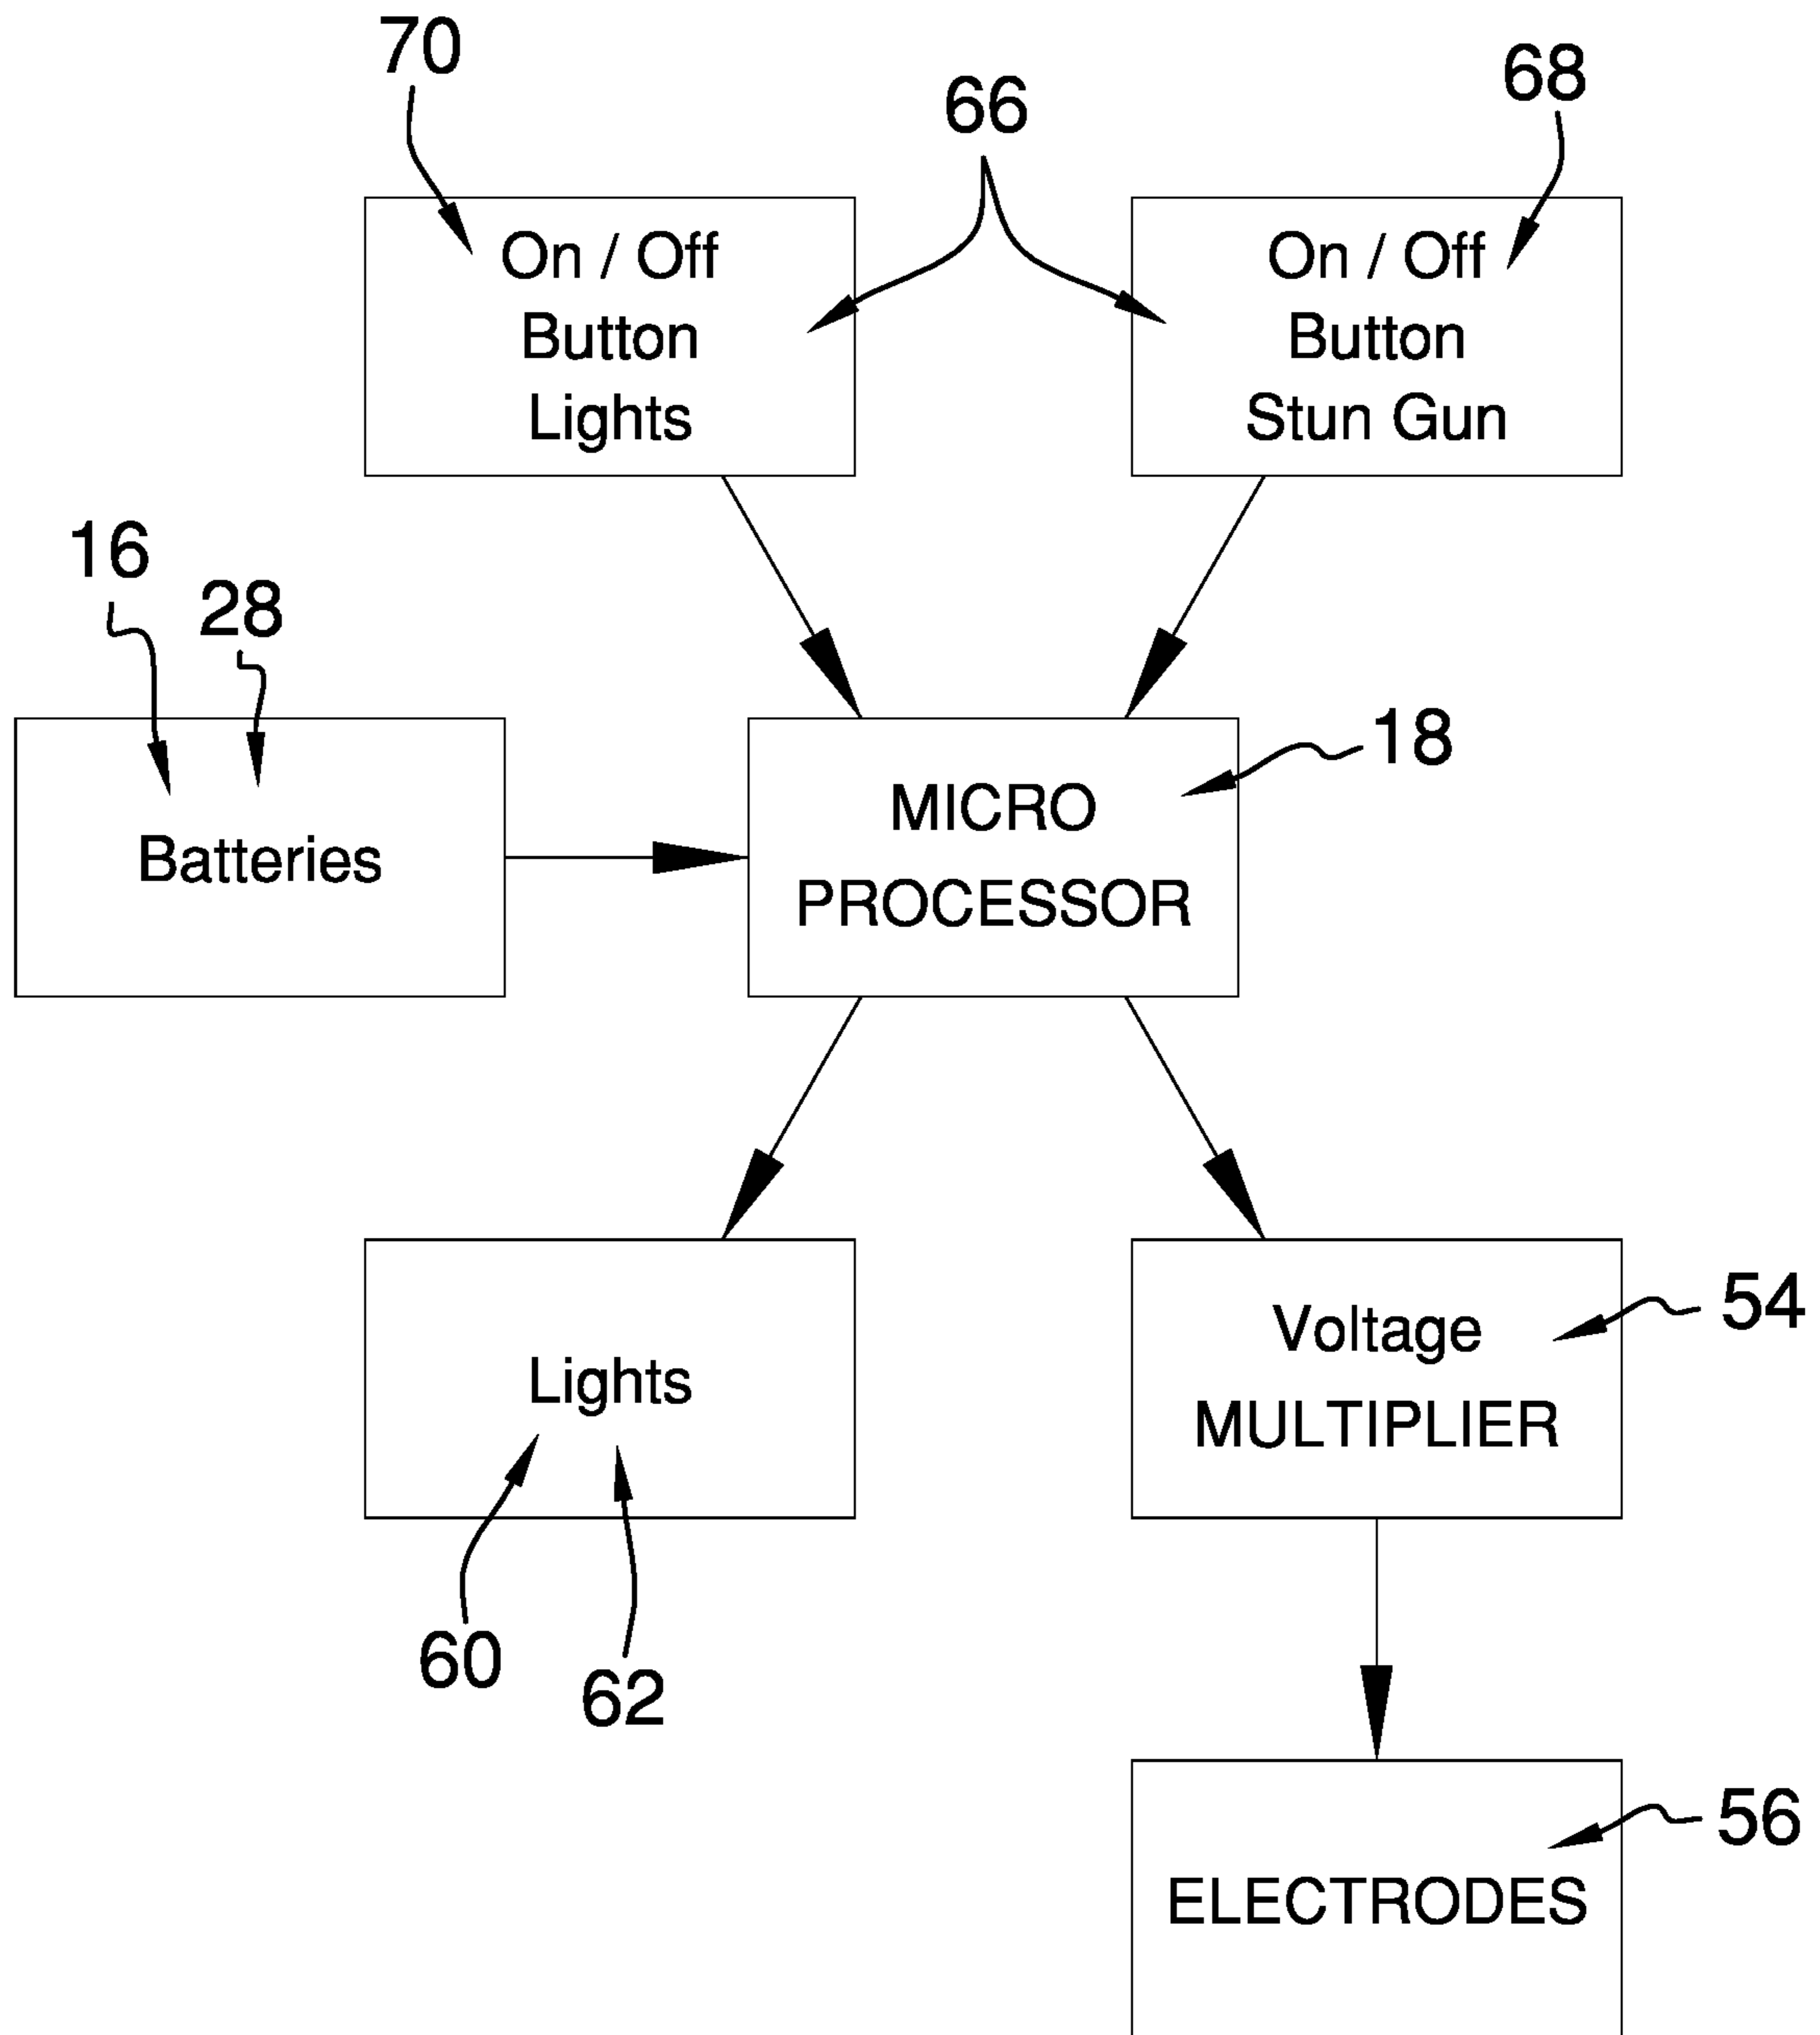 70
66
68
On / Off
Button
Lights
On / Off
Button
Stun Gun
16
28
Batteries
MICRO
PROCESSOR
18
Lights
60
62
Voltage
MULTIPLIER
54
ELECTRODES
56